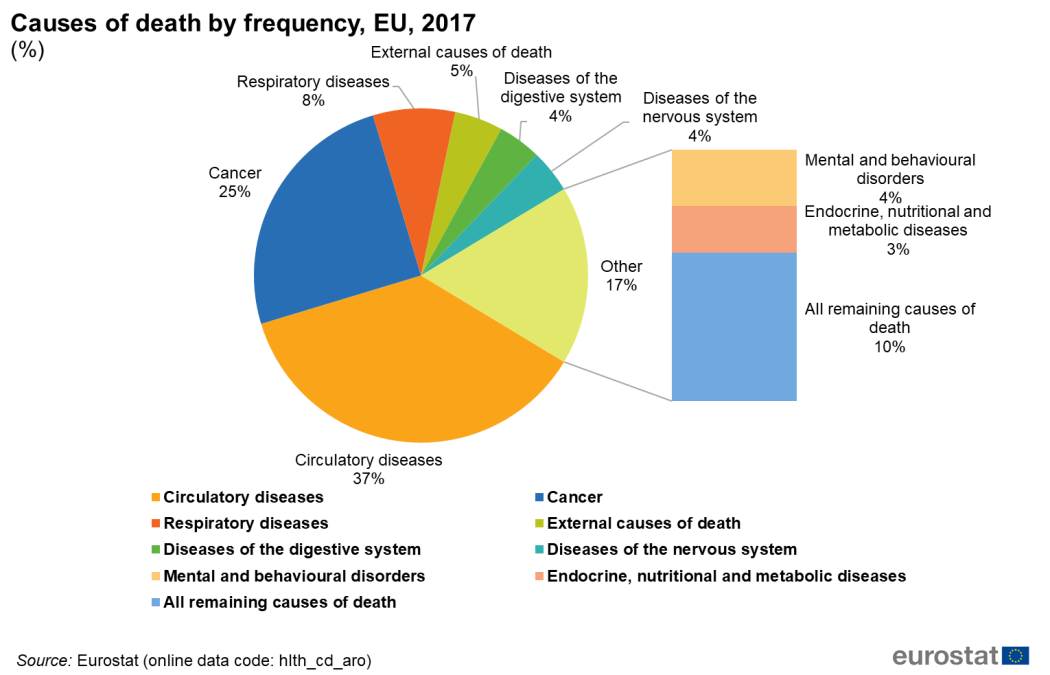 Causes of death by frequency, EU, 2017
(%)
External causes of death
5%
Respiratory diseases
8%
Diseases of the
digestive system
4%
Diseases of the
nervous system
4%
Cancer
25%
Mental and behavioural
disorders
4%
Endocrine, nutritional and
metabolic diseases
3%
Other
17%
All remaining causes of
death
10%
Circulatory diseases
37%
Circulatory diseases
Cancer
Respiratory diseases
External causes of death
Diseases of the digestive system
Diseases of the nervous system
Mental and behavioural disorders
Endocrine, nutritional and metabolic diseases
All remaining causes of death
Source: Eurostat (online data code: hlth_cd_aro)
eurostat